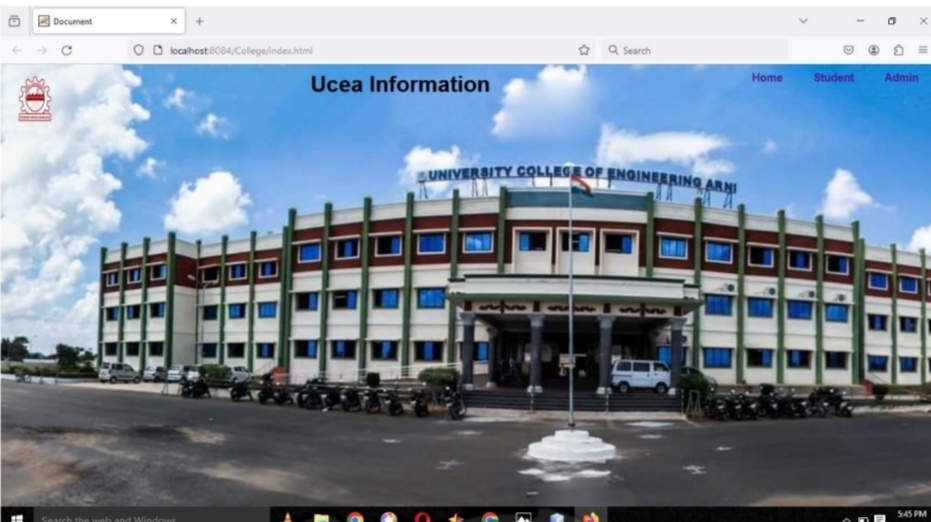 Document
localhost:8084/College/index.html
Search
Ucea Information
Home
Student
Admin
UNIVERSITY COLLEGE OF ENGINEERING ARNI
Search the web and Windows
5:45 PM